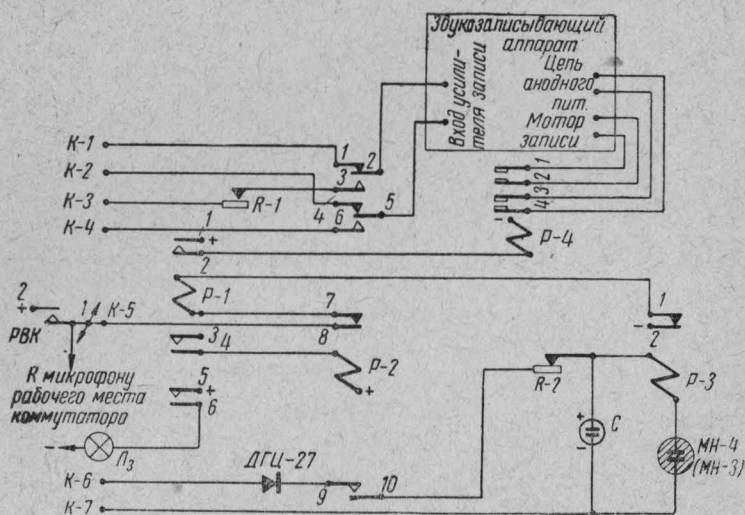 Звукозаписывающий
аппарат
Вход усили-
теля записи
Цепь
анодного
пит.
Мотор
записи
К-1
К-2
К-3
К-4
R-1
1
2
3
4
5
6
1
2
3
4
-
Р-4
1
+
2
Р-1
2
+
РВК
1
К-5
7
8
1
-
2
3
4
Р-2
+
R-2
Р-3
К микрофону
рабочего места
коммутатора
5
+
6
-
Л₃
+
-
С
МН-4
(МН-3)
К-6
ДГЦ-27
9
10
К-7